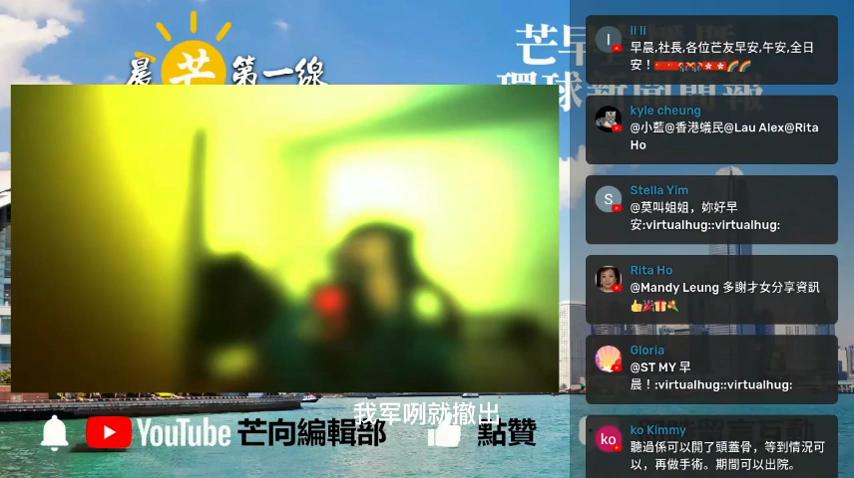 晨芒第一線
芒早
環球新聞
li li
早晨,社長,各位芒友早安,午安,全日
安！🌈🌈
kyle cheung
@小藍@香港蟻民@Lau Alex@Rita
Ho
Stella Yim
@莫叫姐姐，妳好早
安:virtualhug::virtualhug:
Rita Ho
@Mandy Leung 多謝才女分享資訊
👍🎉🎁💐
Gloria
@ST MY 早
晨！:virtualhug::virtualhug:
ko Kimmy
聽過係可以開了頭蓋骨，等到情況可
以，再做手術。期間可以出院。
我军咧就撤出
YouTube 芒向編輯部 點贊